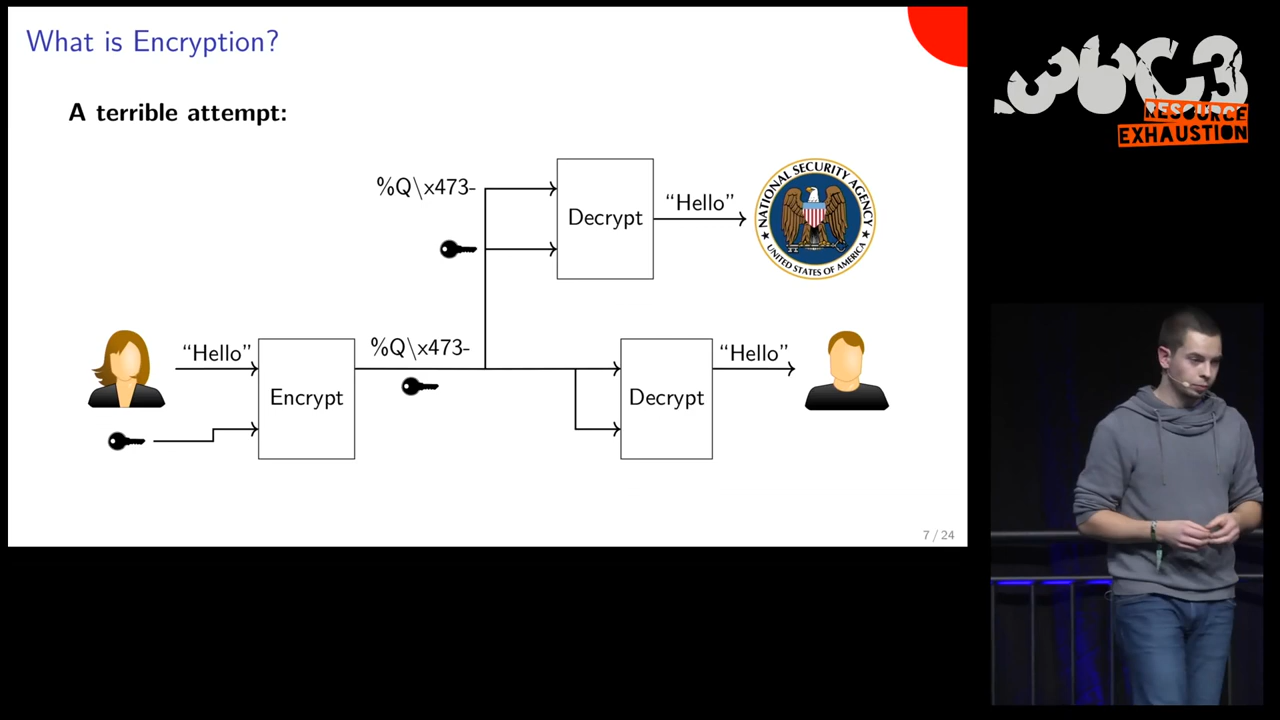 What is Encryption?
A terrible attempt:
%Q\x473-
Decrypt
“Hello”
NATIONAL SECURITY AGENCY
UNITED STATES OF AMERICA
“Hello”
Encrypt
%Q\x473-
Decrypt
“Hello”
7 / 24
36C3
RESOURCE
EXHAUSTION